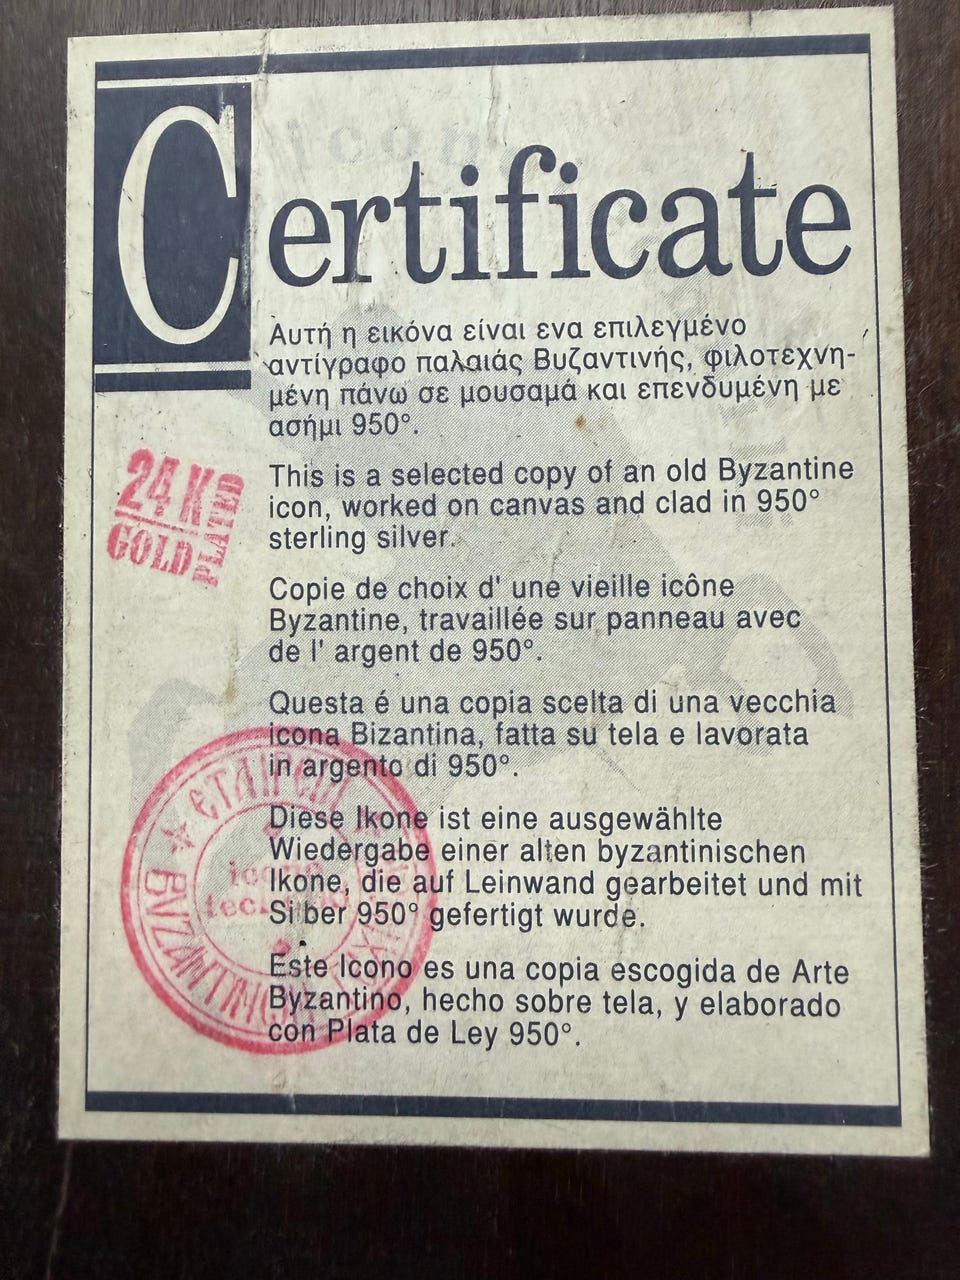 Certificate
Αυτή η εικόνα είναι ενα επιλεγμένο
αντίγραφο παλαιάς Βυζαντινής, φιλοτεχνη-
μένη πάνω σε μουσαμά και επενδυμένη με
ασήμι 950°.
24 K
GOLD PLATED
This is a selected copy of an old Byzantine
icon, worked on canvas and clad in 950°
sterling silver.
Copie de choix d' une vieille icône
Byzantine, travaillée sur panneau avec
de l' argent de 950°.
Questa é una copia scelta di una vecchia
icona Bizantina, fatta su tela e lavorata
in argento di 950°.
Diese Ikone ist eine ausgewählte
Wiedergabe einer alten byzantinischen
Ikone, die auf Leinwand gearbeitet und mit
Silber 950° gefertigt wurde.
Este Icono es una copia escogida de Arte
Byzantino, hecho sobre tela, y elaborado
con Plata de Ley 950°.